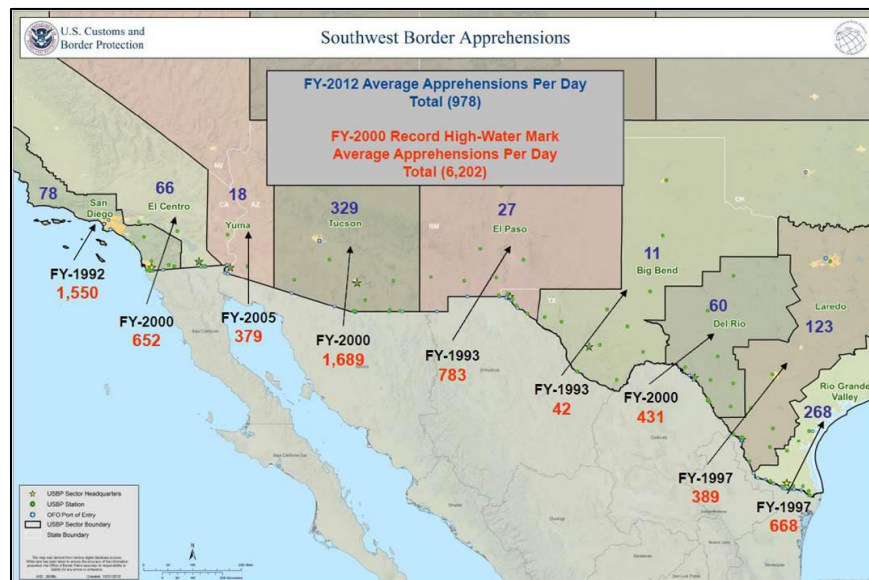 U.S. Customs and
Border Protection
Southwest Border Apprehensions
FY-2012 Average Apprehensions Per Day
Total (978)
FY-2000 Record High-Water Mark
Average Apprehensions Per Day
Total (6,202)
78
San
Diego
66
El Centro
NV
CA
AZ
18
Yuma
329
Tucson
NM
27
El Paso
OK
11
Big Bend
TX
60
Del Rio
Laredo
123
Rio Grande
Valley
268
FY-1992
1,550
FY-2000
652
FY-2005
379
FY-2000
1,689
FY-1993
783
FY-1993
42
FY-2000
431
FY-1997
389
FY-1997
668
Chihuahua
USBP Sector Headquarters
USBP Station
OFO Port of Entry
USBP Sector Boundary
State Boundary
N